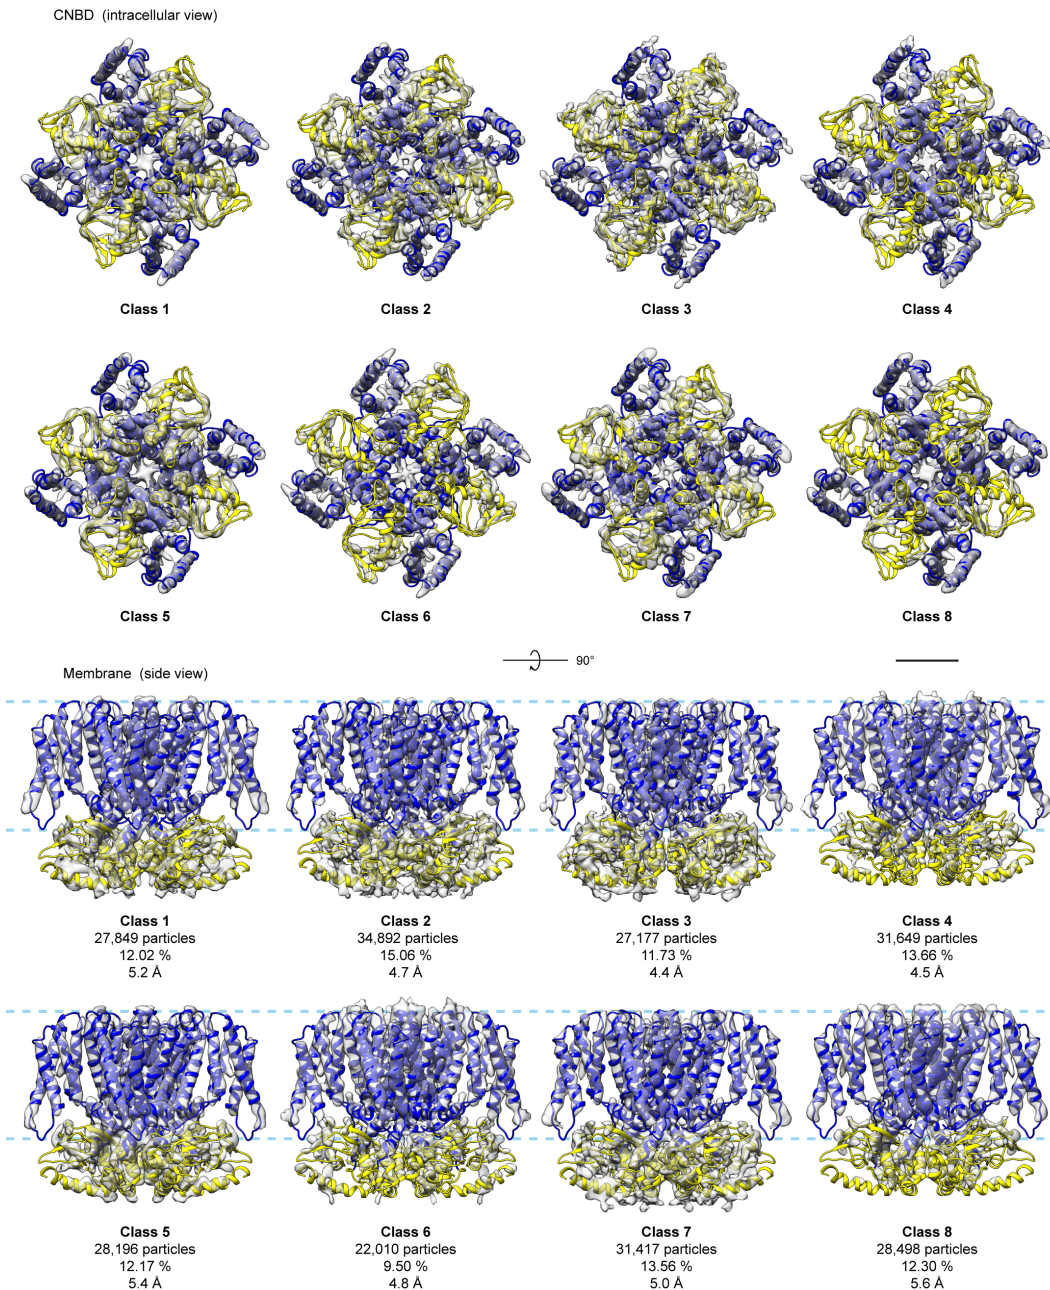 CNBD (intracellular view)
Class 1
Class 2
Class 3
Class 4
Class 5
Class 6
Class 7
Class 8
90°
Membrane (side view)
Class 1
27,849 particles
12.02 %
5.2 Å
Class 2
34,892 particles
15.06 %
4.7 Å
Class 3
27,177 particles
11.73 %
4.4 Å
Class 4
31,649 particles
13.66 %
4.5 Å
Class 5
28,196 particles
12.17 %
5.4 Å
Class 6
22,010 particles
9.50 %
4.8 Å
Class 7
31,417 particles
13.56 %
5.0 Å
Class 8
28,498 particles
12.30 %
5.6 Å